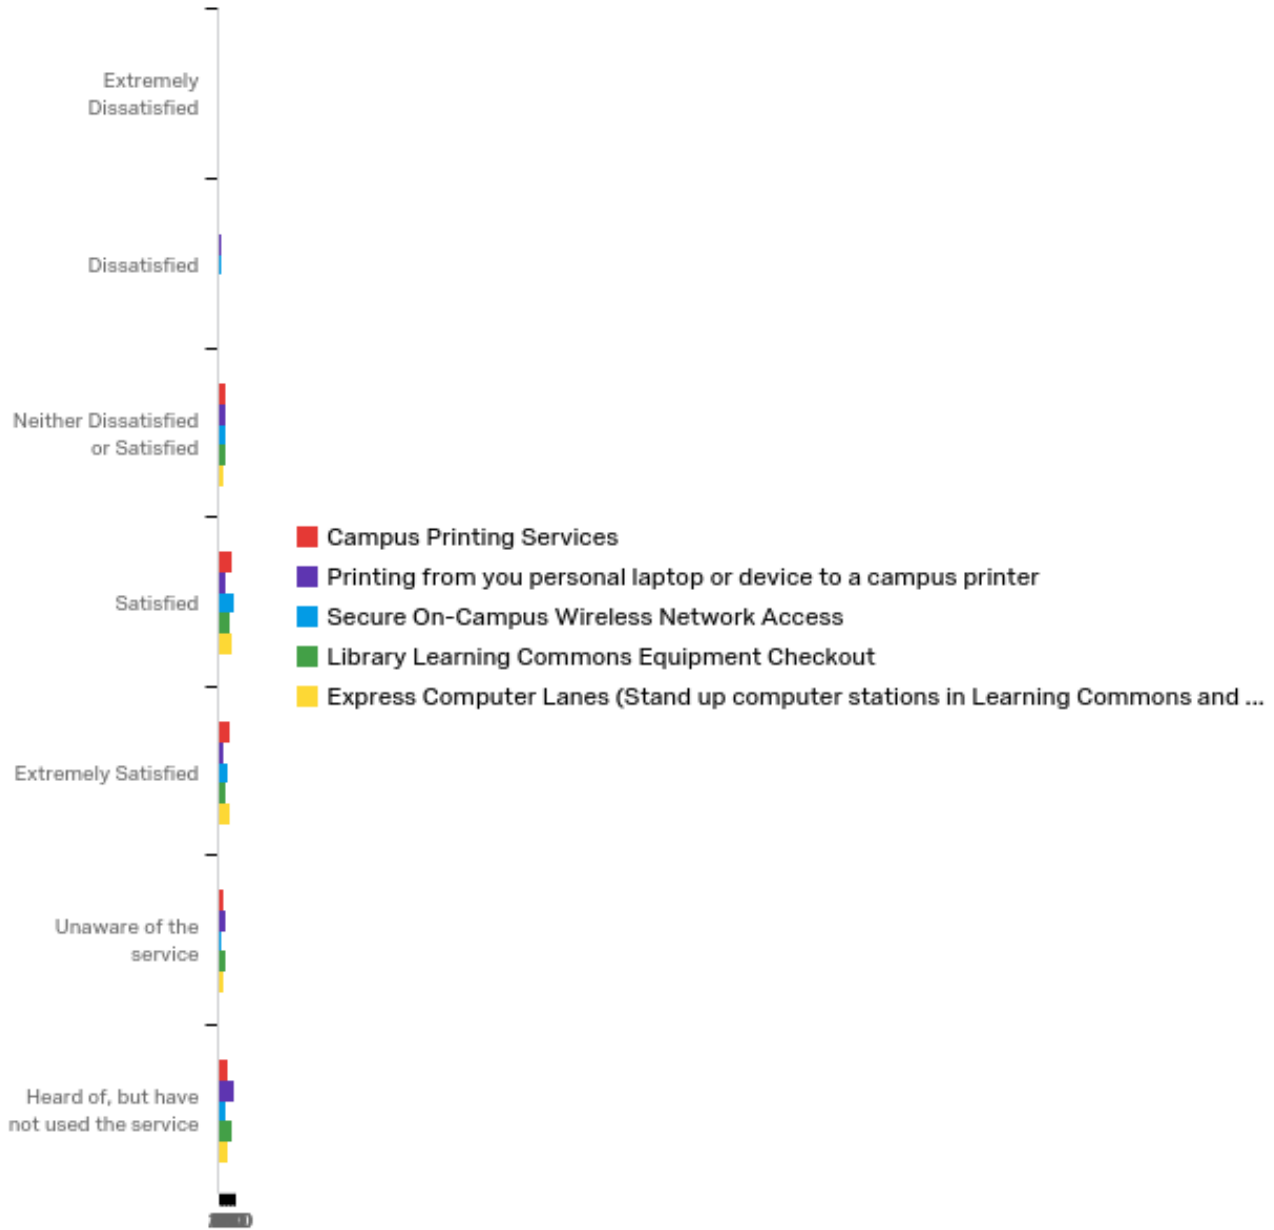 Extremely
Dissatisfied
Dissatisfied
Neither Dissatisfied
or Satisfied
Satisfied
Extremely Satisfied
Unaware of the
service
Heard of, but have
not used the service
Campus Printing Services
Printing from you personal laptop or device to a campus printer
Secure On-Campus Wireless Network Access
Library Learning Commons Equipment Checkout
Express Computer Lanes (Stand up computer stations in Learning Commons and ...